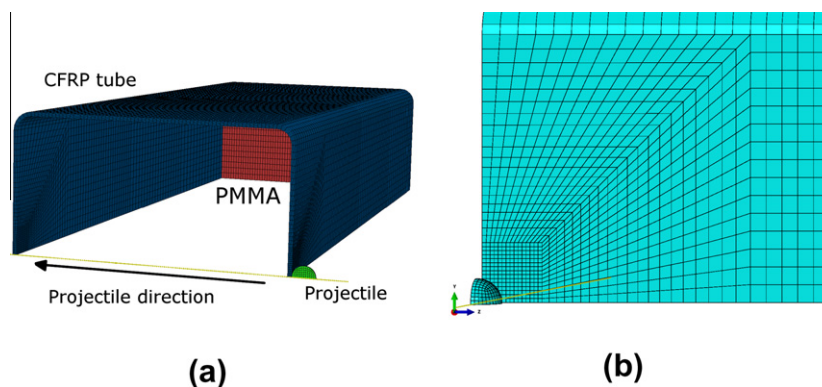 CFRP tube
PMMA
Projectile direction
Projectile
(a)
Y
Z
(b)